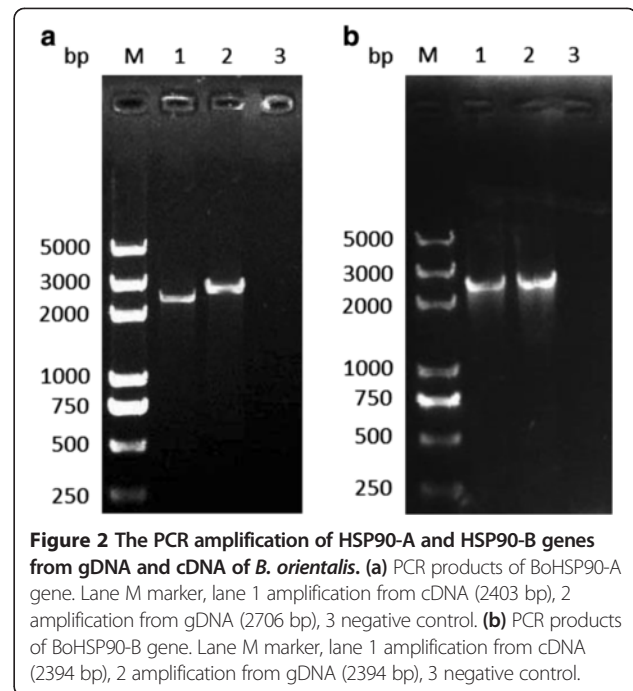 a
bp M 1 2 3
5000
3000
2000
1000
750
500
250
b
bp M 1 2 3
5000
3000
2000
1000
750
500
250
Figure 2 The PCR amplification of HSP90-A and HSP90-B genes
from gDNA and cDNA of B. orientalis. (a) PCR products of BoHSP90-A
gene. Lane M marker, lane 1 amplification from cDNA (2403 bp), 2
amplification from gDNA (2706 bp), 3 negative control. (b) PCR products
of BoHSP90-B gene. Lane M marker, lane 1 amplification from cDNA
(2394 bp), 2 amplification from gDNA (2394 bp), 3 negative control.